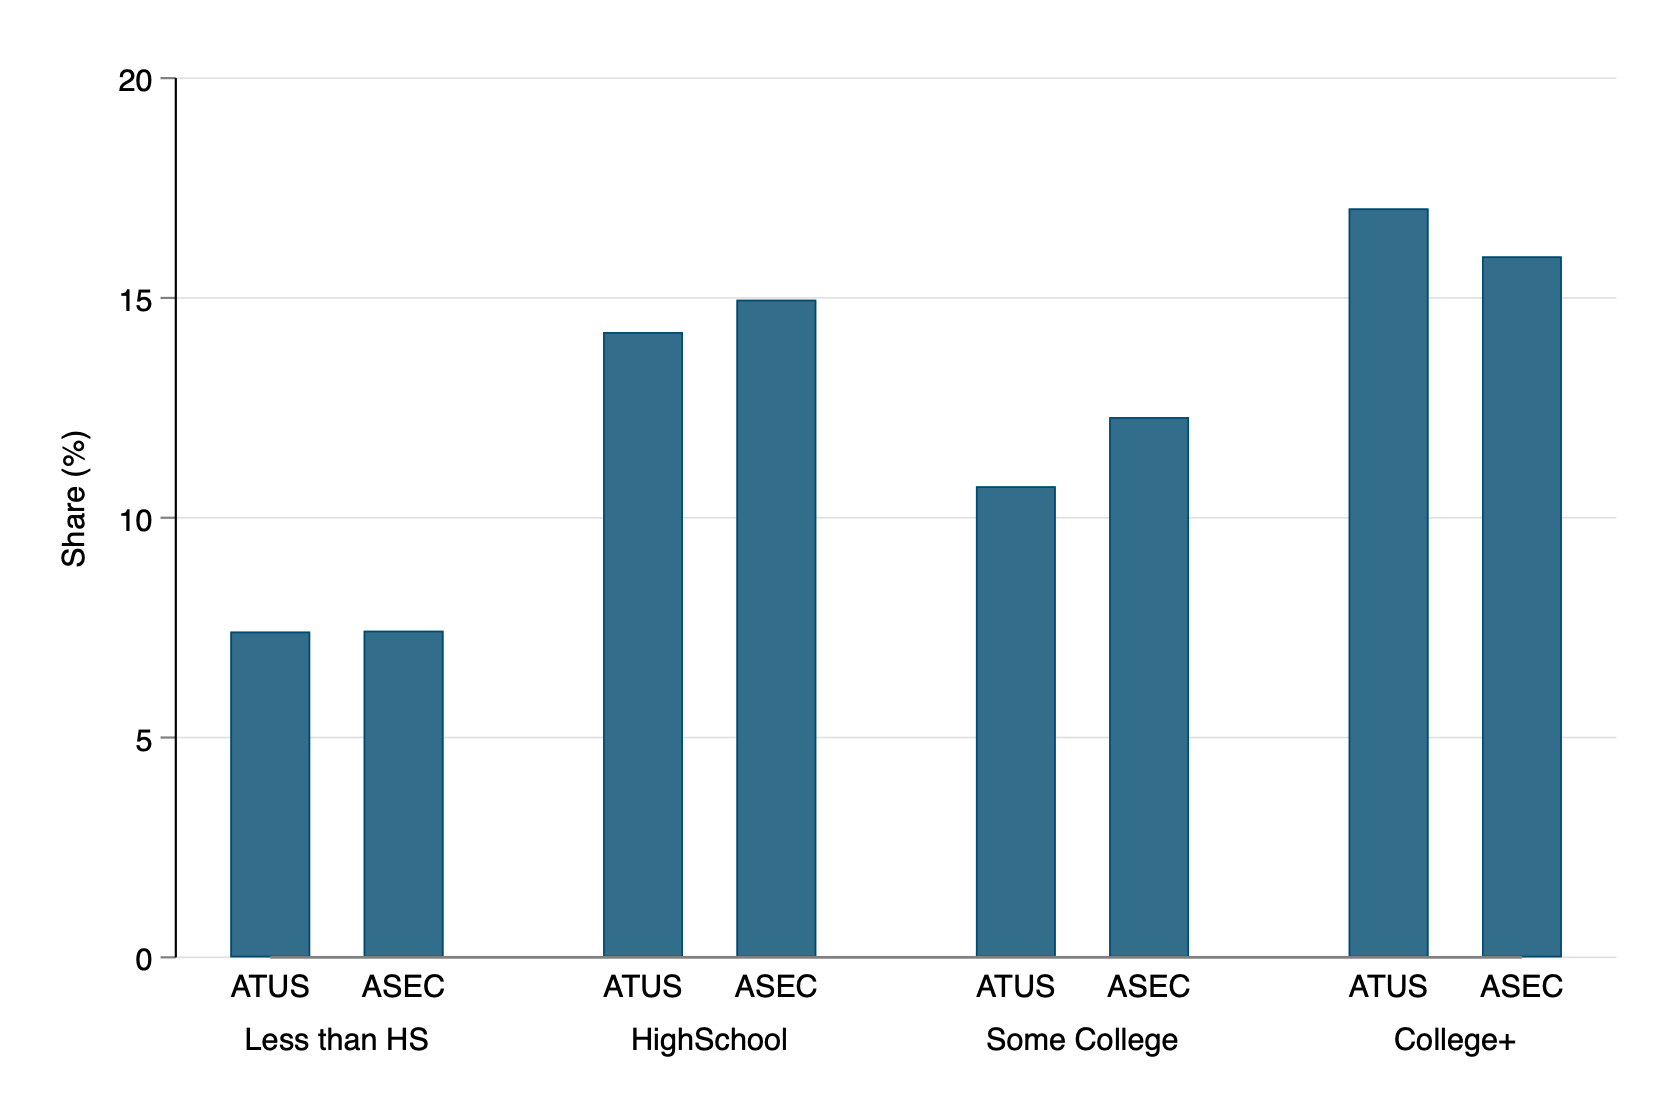 20
15
10
5
0
Share (%)
ATUS ASEC ATUS ASEC ATUS ASEC ATUS ASEC
Less than HS HighSchool Some College College+